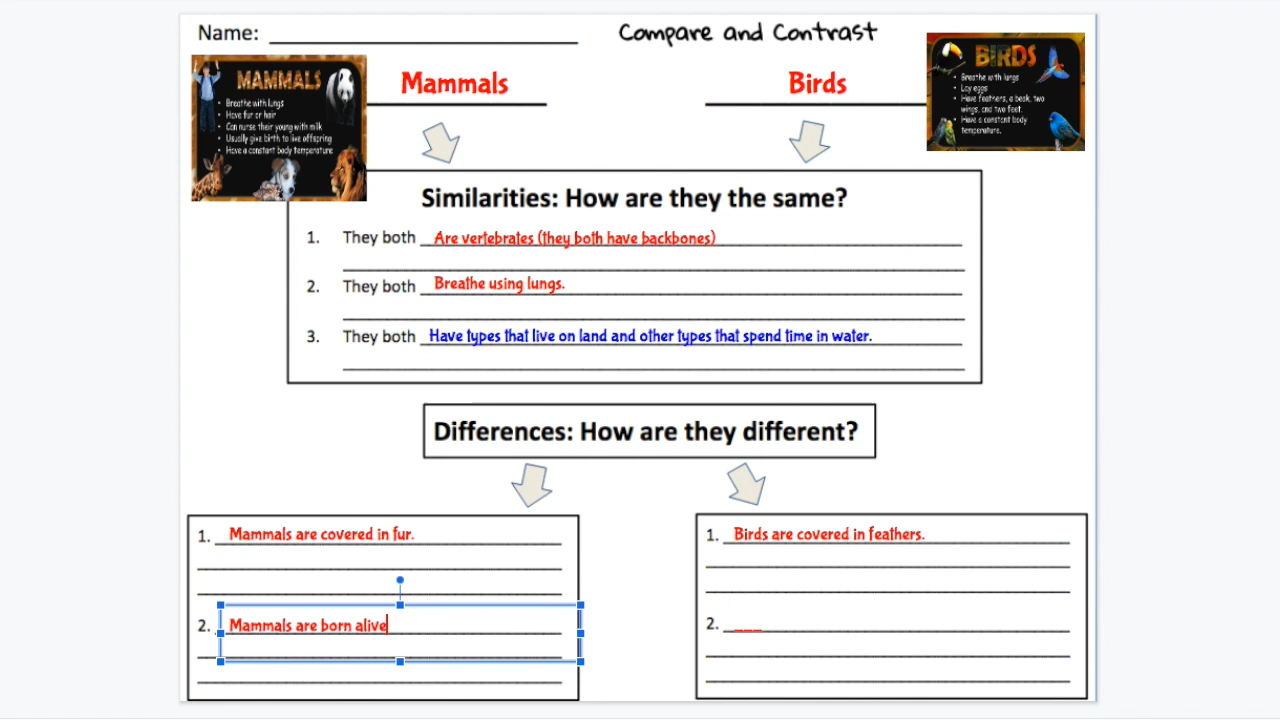 Name:
Compare and Contrast
MAMMALS
• Breathe with lungs
• Have fur or hair
• Can nurse their young with milk
• Usually give birth to live offspring
• Have a constant body temperature
Mammals
Birds
BIRDS
• Breathe with lungs
• Lay eggs
• Have feathers, a beak, two
wings, and two feet.
• Have a constant body
temperature.
Similarities: How are they the same?
1. They both Are vertebrates (they both have backbones)
2. They both Breathe using lungs.
3. They both Have types that live on land and other types that spend time in water.
Differences: How are they different?
1. Mammals are covered in fur.
2. Mammals are born alive
1. Birds are covered in feathers.
2. ___